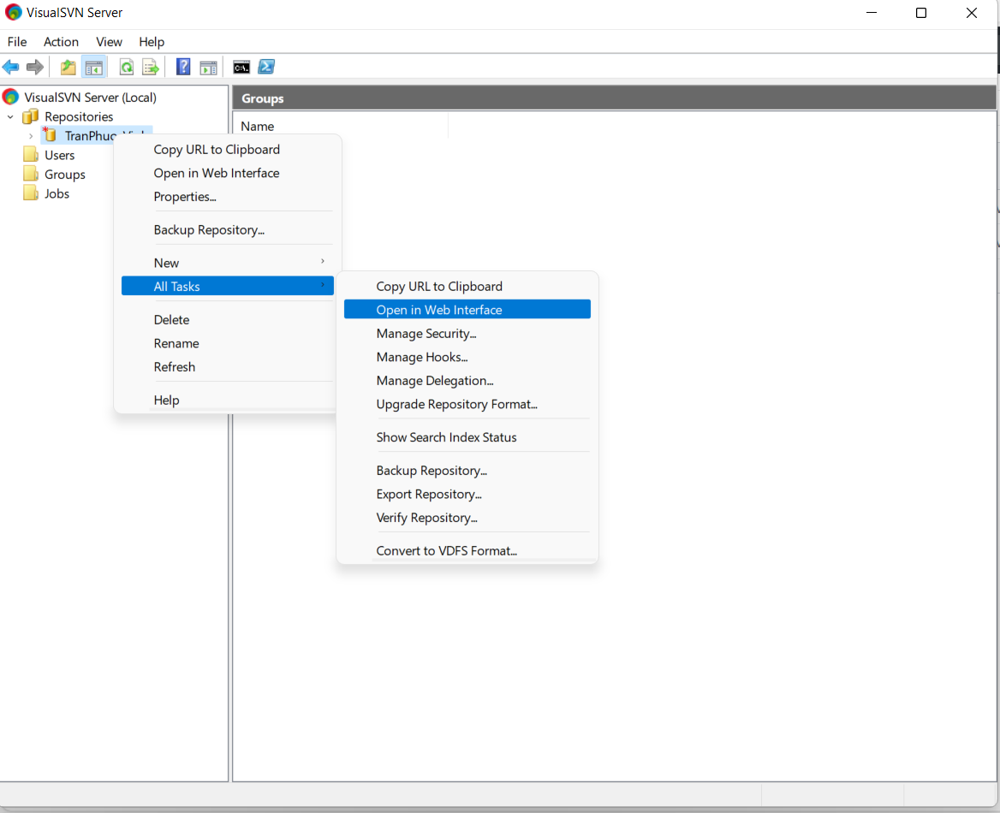 VisualSVN Server
File Action View Help
VisualSVN Server (Local)
Repositories
Users
Groups
Jobs
Groups
Name
Copy URL to Clipboard
Open in Web Interface
Properties...
Backup Repository...
New
All Tasks
Delete
Rename
Refresh
Help
Copy URL to Clipboard
Open in Web Interface
Manage Security...
Manage Hooks...
Manage Delegation...
Upgrade Repository Format...
Show Search Index Status
Backup Repository...
Export Repository...
Verify Repository...
Convert to VDFS Format...